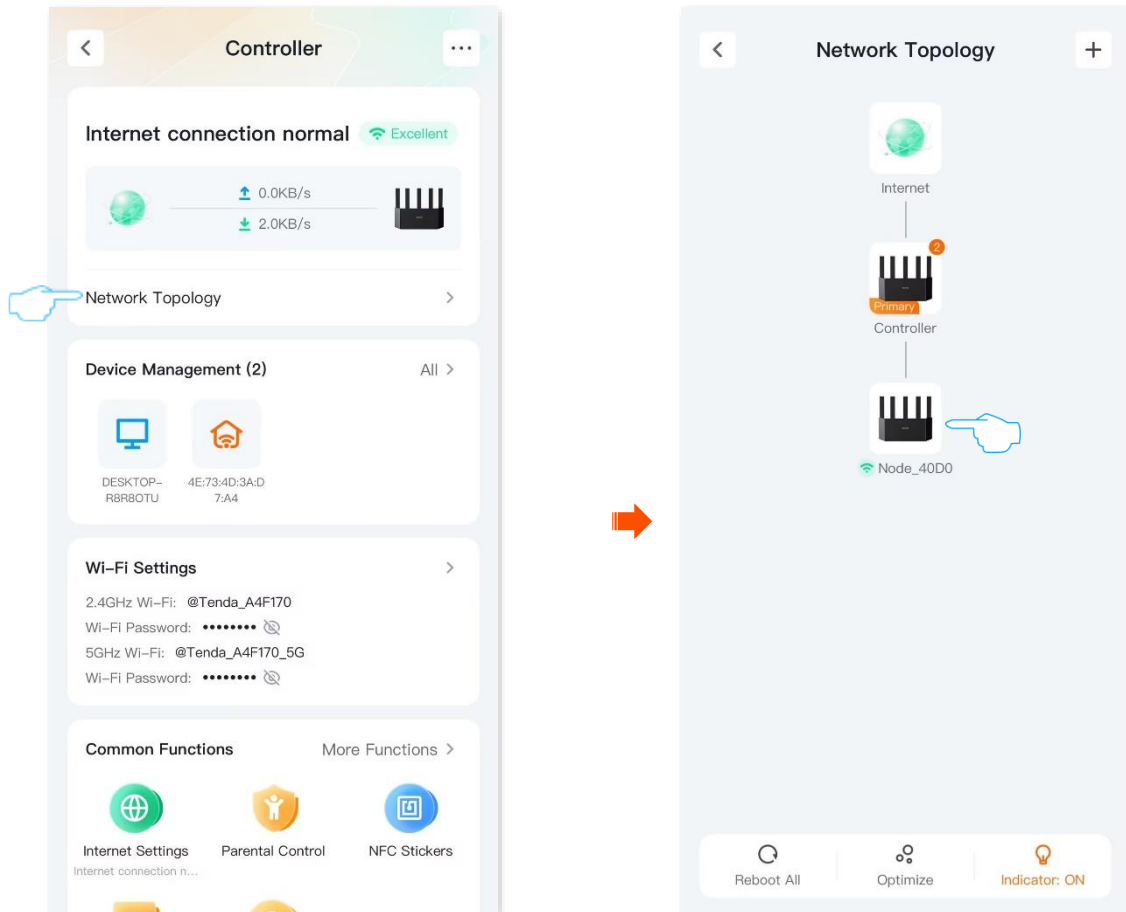 Controller
Internet connection normal
Excellent
0.0KB/s
2.0KB/s
Network Topology
Device Management (2)
All
DESKTOP-
R8R8OTU
4E:73:4D:3A:D
7:A4
Wi-Fi Settings
2.4GHz Wi-Fi: @Tenda_A4F170
Wi-Fi Password: ••••••••
5GHz Wi-Fi: @Tenda_A4F170_5G
Wi-Fi Password: ••••••••
Common Functions
More Functions
Internet Settings
Internet connection n...
Parental Control
NFC Stickers
Network Topology
Internet
2
Primary
Controller
Node_40D0
Reboot All
Optimize
Indicator: ON